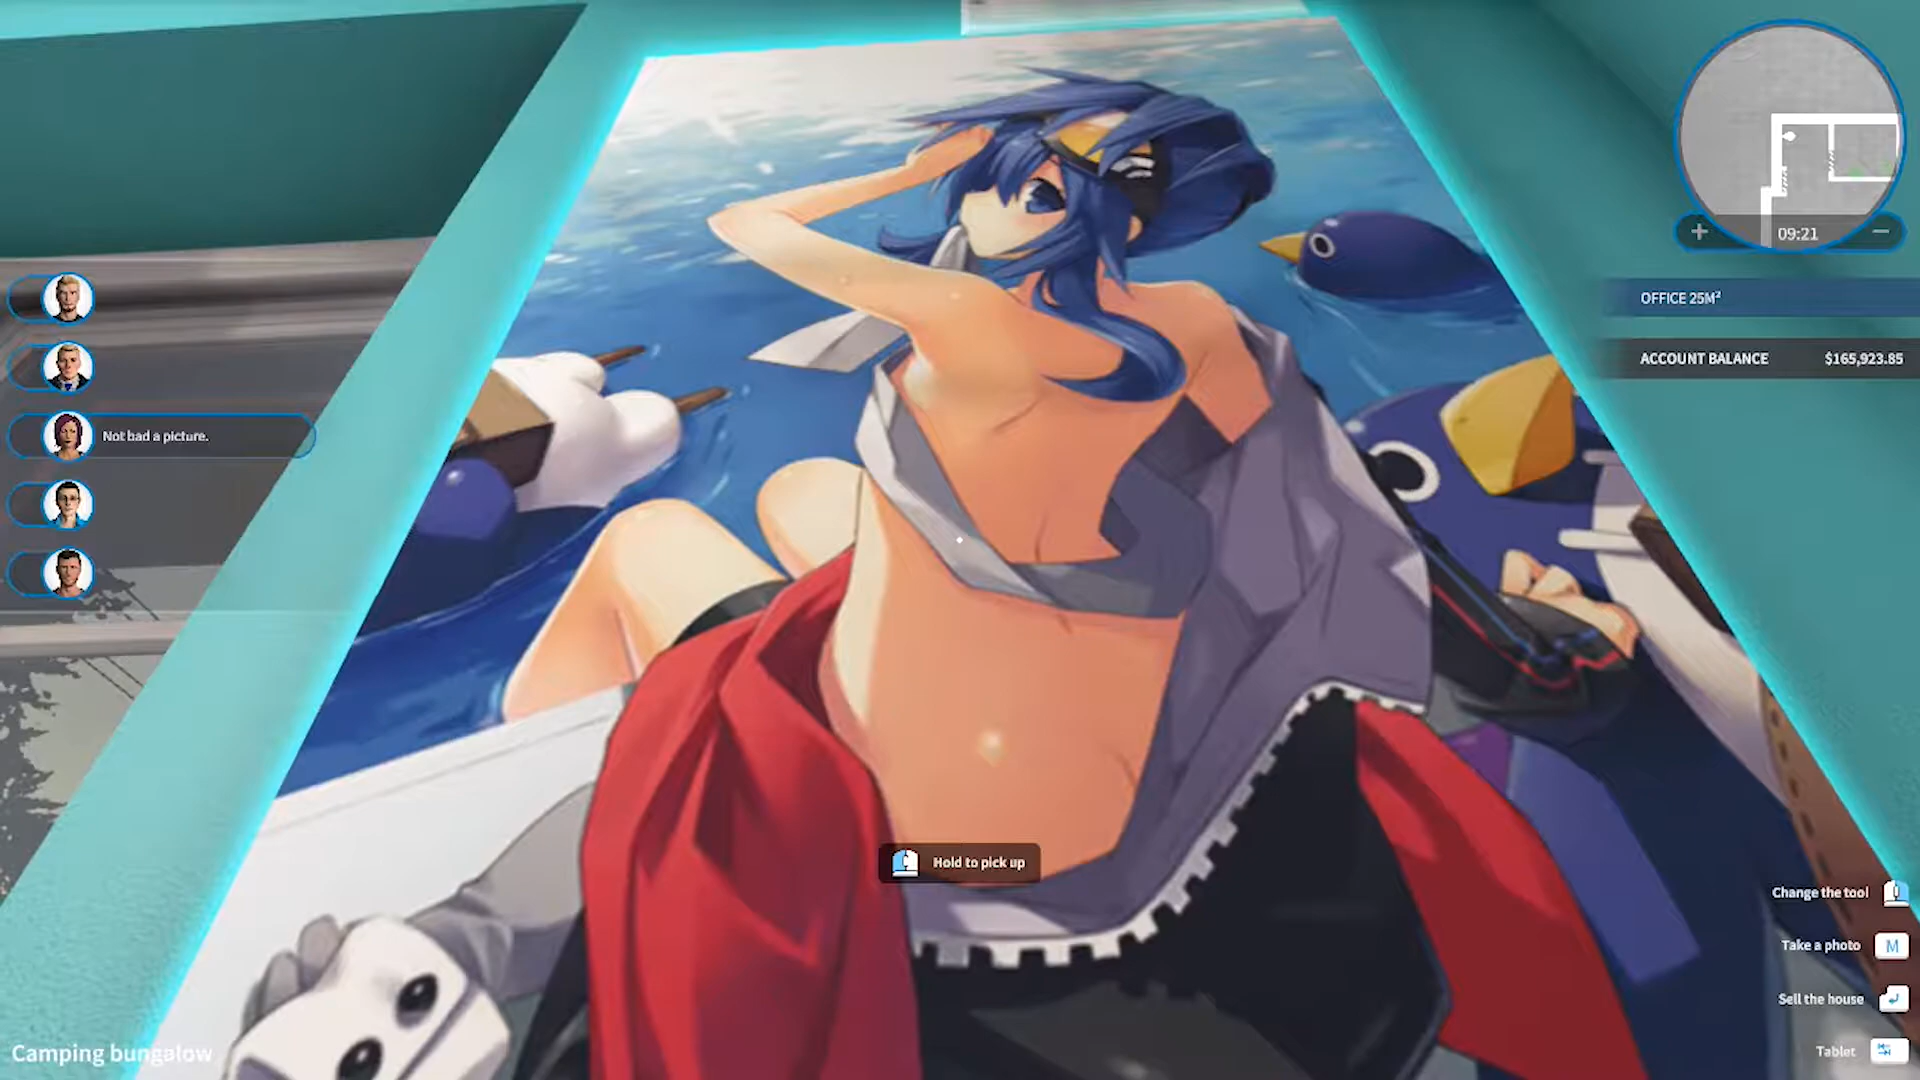 09:21
OFFICE 25M²
ACCOUNT BALANCE $165,923.85
Not bad a picture.
Hold to pick up
Change the tool
Take a photo M
Sell the house
Tablet
Camping bungalow